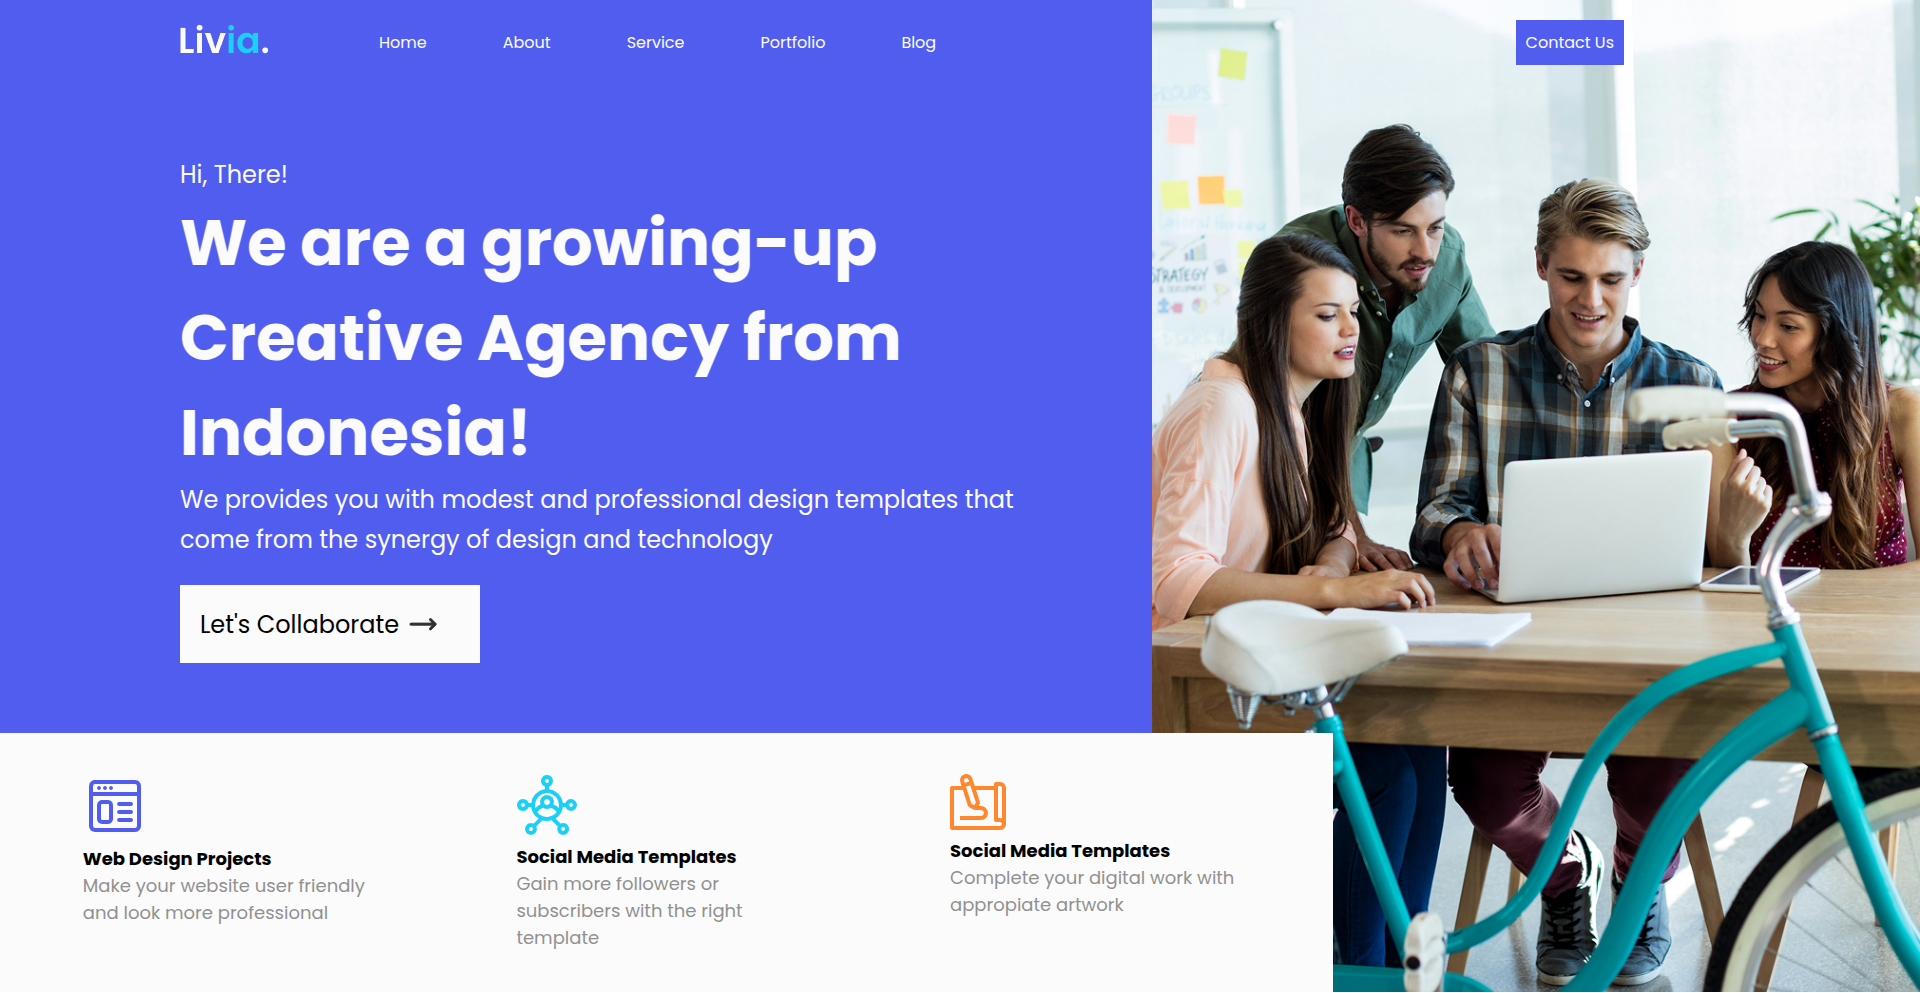 Livia.
Home
About
Service
Portfolio
Blog
Contact Us
GROUPS
STRATEGY
& DEVELOPMENT
Hi, There!
We are a growing-up
Creative Agency from
Indonesia!
We provides you with modest and professional design templates that
come from the synergy of design and technology
Let's Collaborate
Web Design Projects
Make your website user friendly
and look more professional
Social Media Templates
Gain more followers or
subscribers with the right
template
Social Media Templates
Complete your digital work with
appropiate artwork